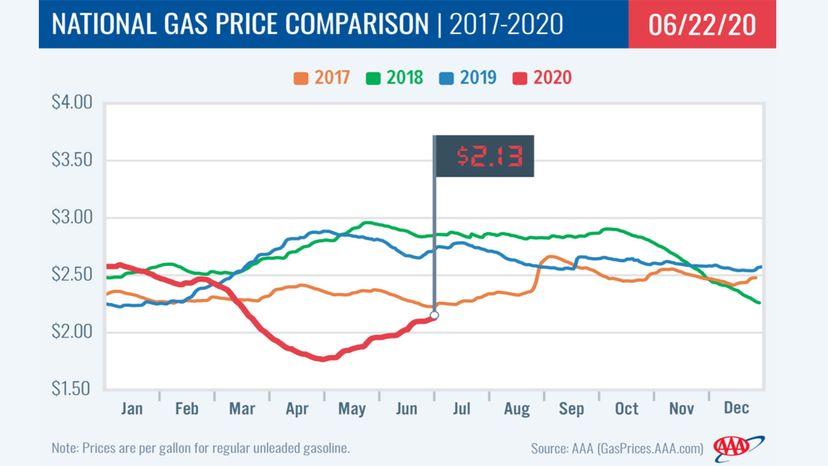 NATIONAL GAS PRICE COMPARISON | 2017-2020
06/22/20
2017 2018 2019 2020
$4.00
$3.50
$2.13
$3.00
$2.50
$2.00
$1.50
Jan Feb Mar Apr May Jun Jul Aug Sep Oct Nov Dec
Note: Prices are per gallon for regular unleaded gasoline.
Source: AAA (GasPrices.AAA.com)
AAA